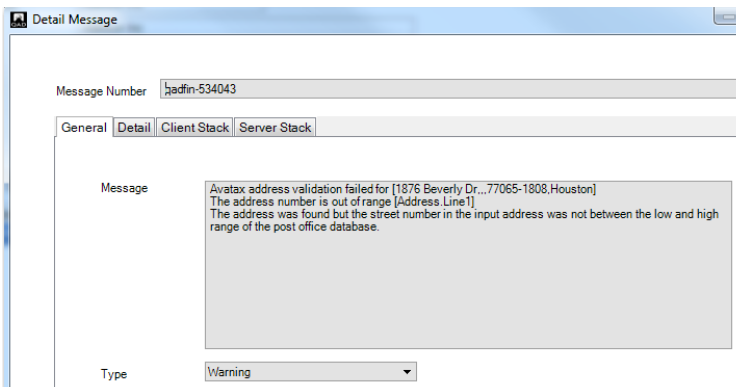 QAD Detail Message
Message Number qadfin-534043
General Detail Client Stack Server Stack
Message
Avatax address validation failed for [1876 Beverly Dr,,,77065-1808,Houston]
The address number is out of range [Address.Line1]
The address was found but the street number in the input address was not between the low and high
range of the post office database.
Type Warning